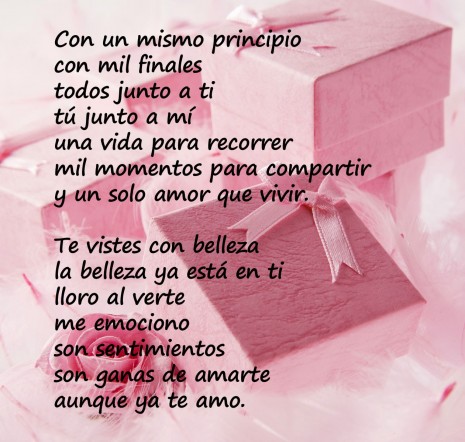 Con un mismo principio
con mil finales
todos junto a ti
tú junto a mí
una vida para recorrer
mil momentos para compartir
y un solo amor que vivir.

Te vistes con belleza
la belleza ya está en ti
lloro al verte
me emociono
son sentimientos
son ganas de amarte
aunque ya te amo.